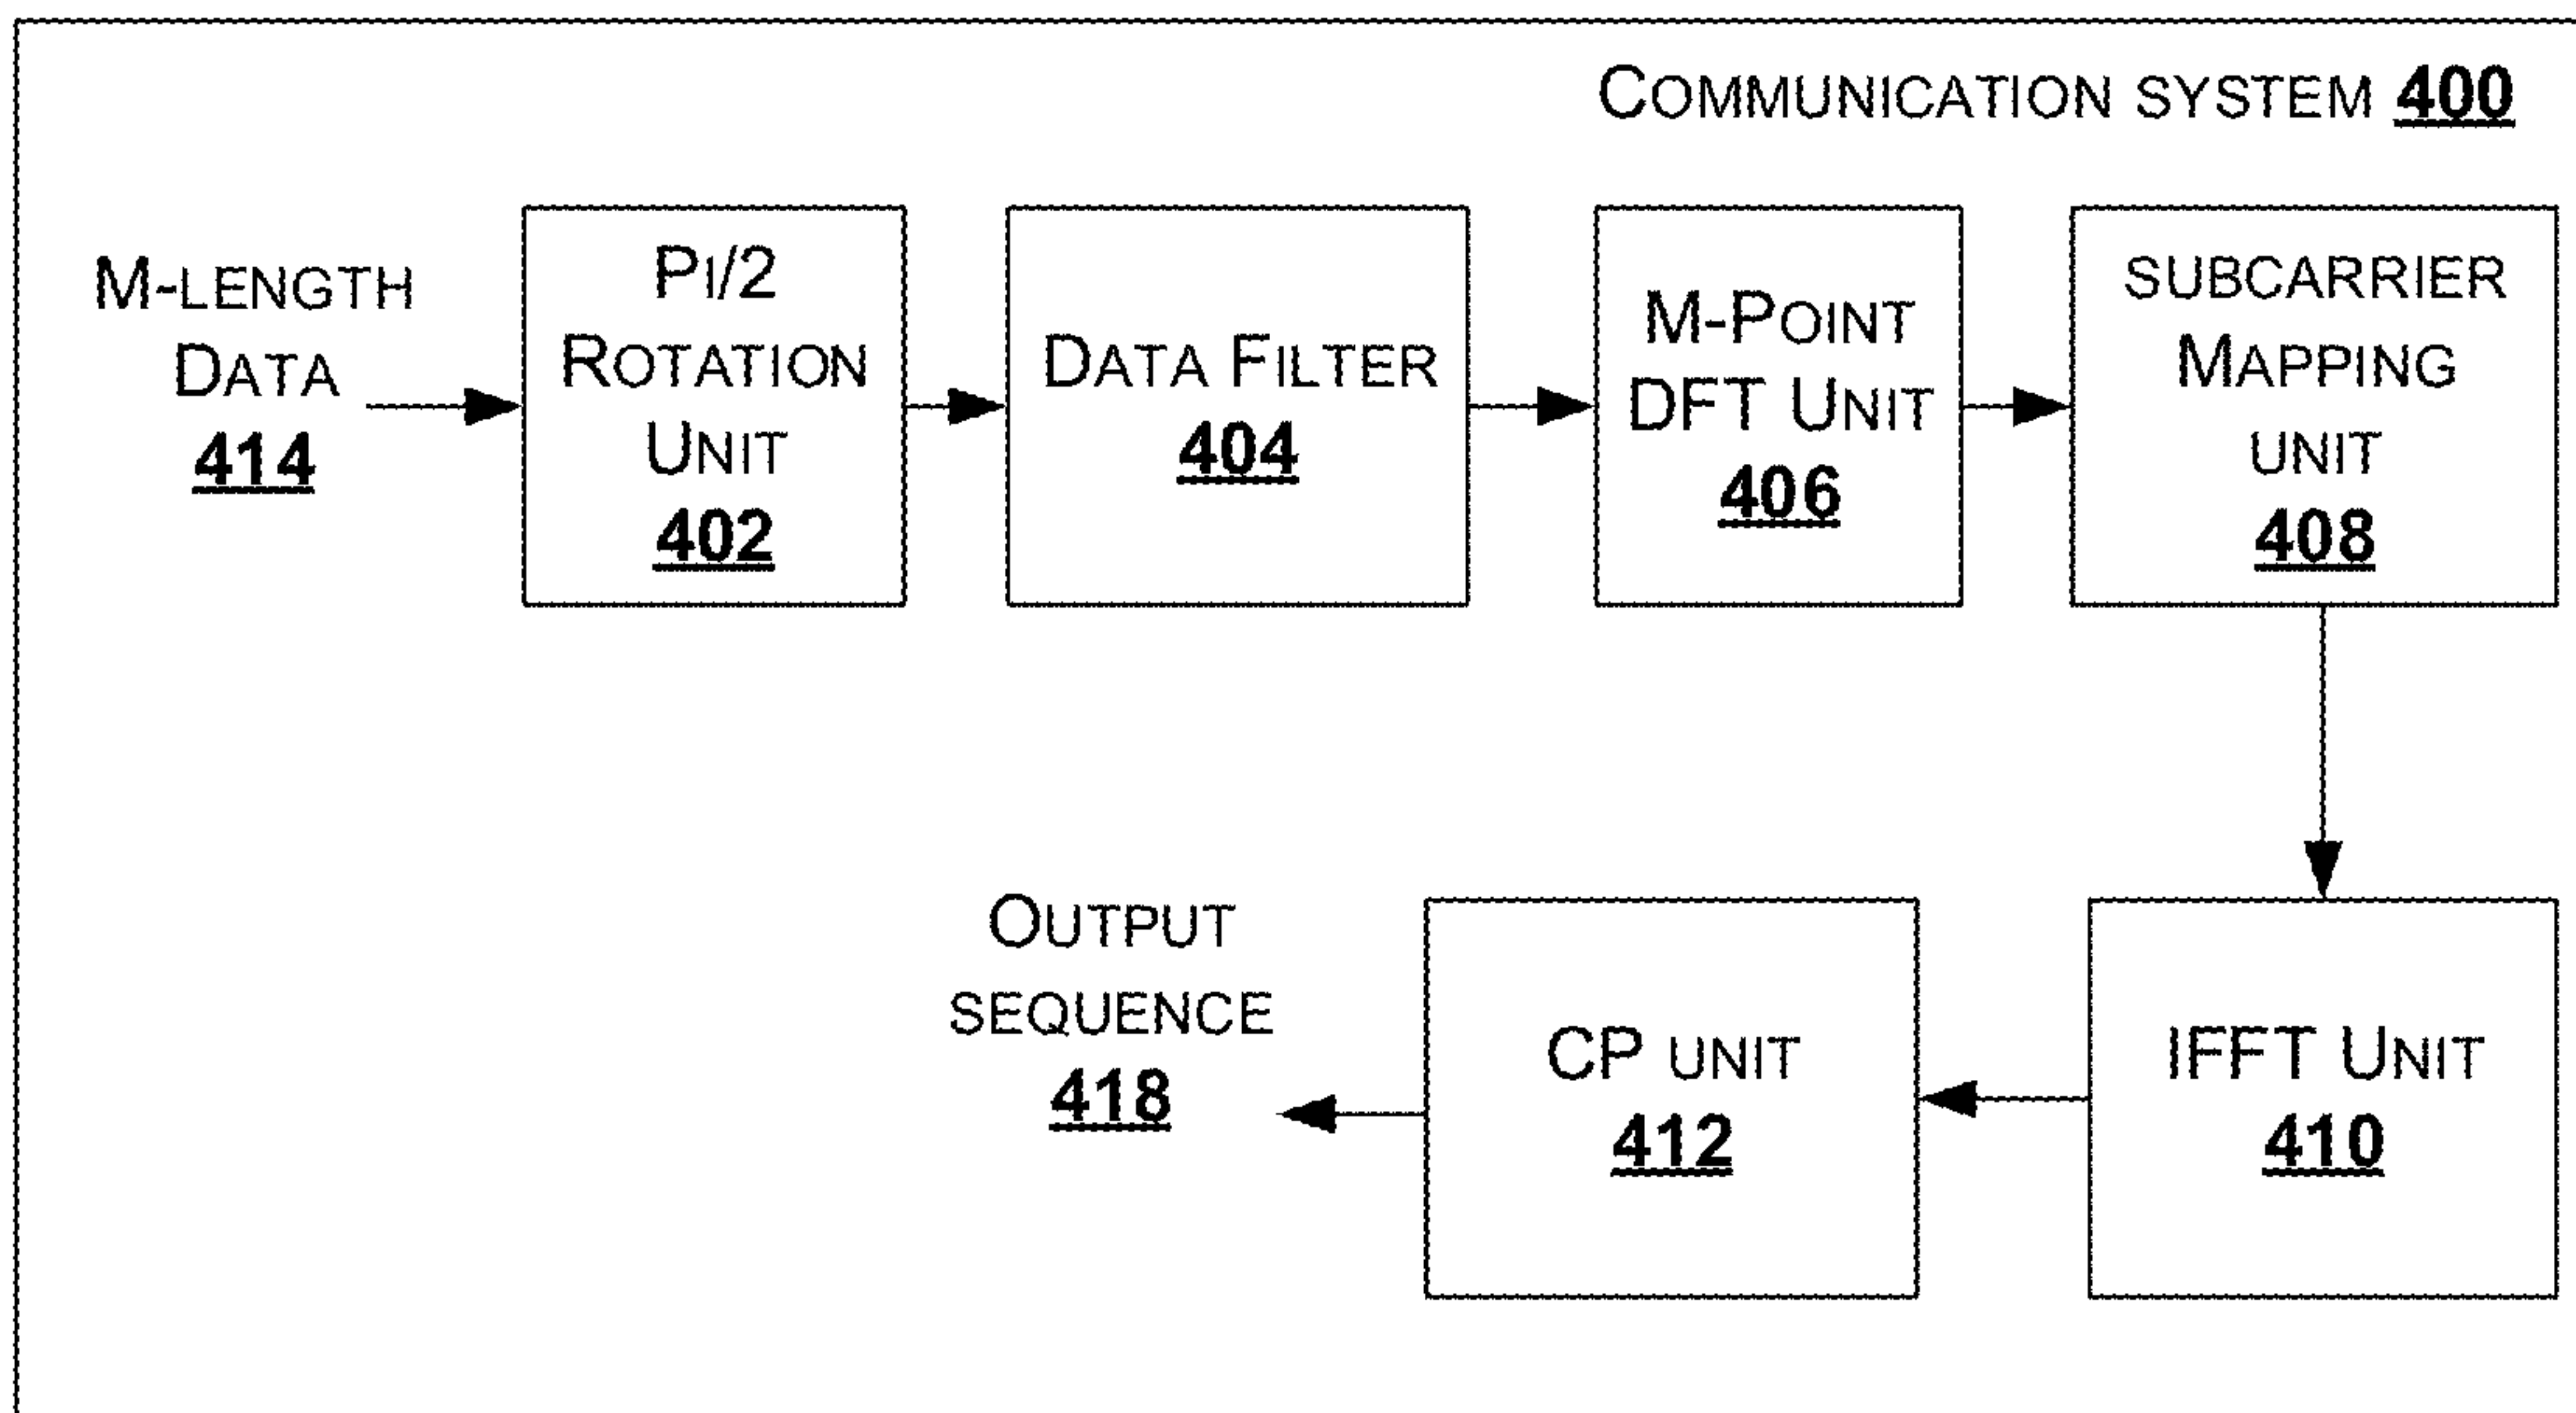 COMMUNICATION SYSTEM 400
M-LENGTH
DATA
414
PI/2
ROTATION
UNIT
402
DATA FILTER
404
M-POINT
DFT UNIT
406
SUBCARRIER
MAPPING
UNIT
408
OUTPUT
SEQUENCE
418
CP UNIT
412
IFFT UNIT
410